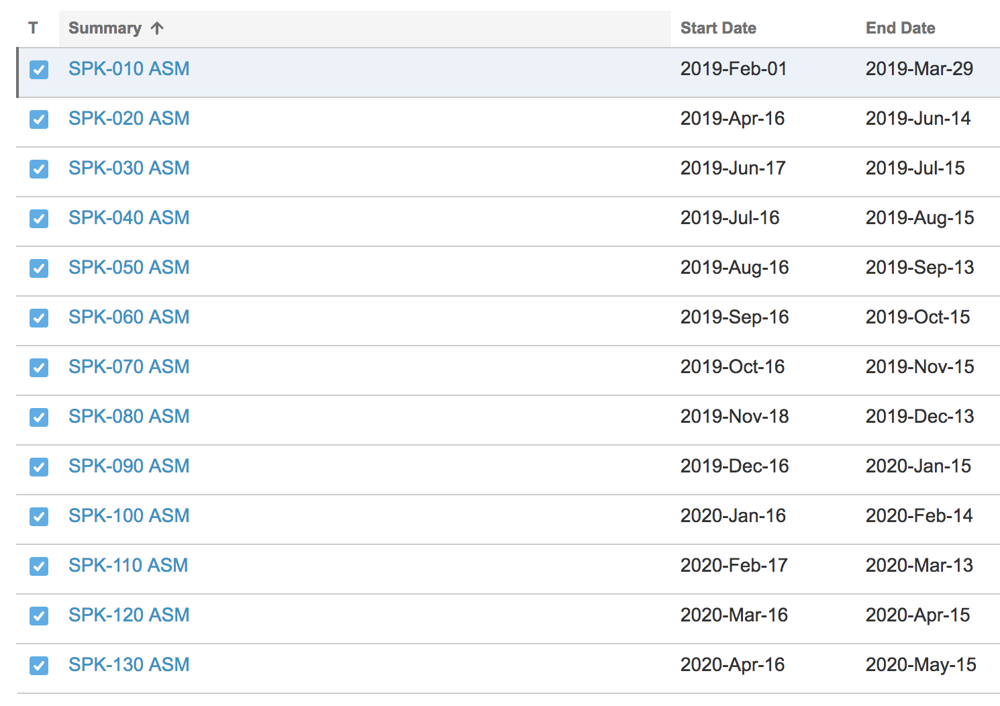 T Summary Start Date End Date
SPK-010 ASM 2019-Feb-01 2019-Mar-29
SPK-020 ASM 2019-Apr-16 2019-Jun-14
SPK-030 ASM 2019-Jun-17 2019-Jul-15
SPK-040 ASM 2019-Jul-16 2019-Aug-15
SPK-050 ASM 2019-Aug-16 2019-Sep-13
SPK-060 ASM 2019-Sep-16 2019-Oct-15
SPK-070 ASM 2019-Oct-16 2019-Nov-15
SPK-080 ASM 2019-Nov-18 2019-Dec-13
SPK-090 ASM 2019-Dec-16 2020-Jan-15
SPK-100 ASM 2020-Jan-16 2020-Feb-14
SPK-110 ASM 2020-Feb-17 2020-Mar-13
SPK-120 ASM 2020-Mar-16 2020-Apr-15
SPK-130 ASM 2020-Apr-16 2020-May-15